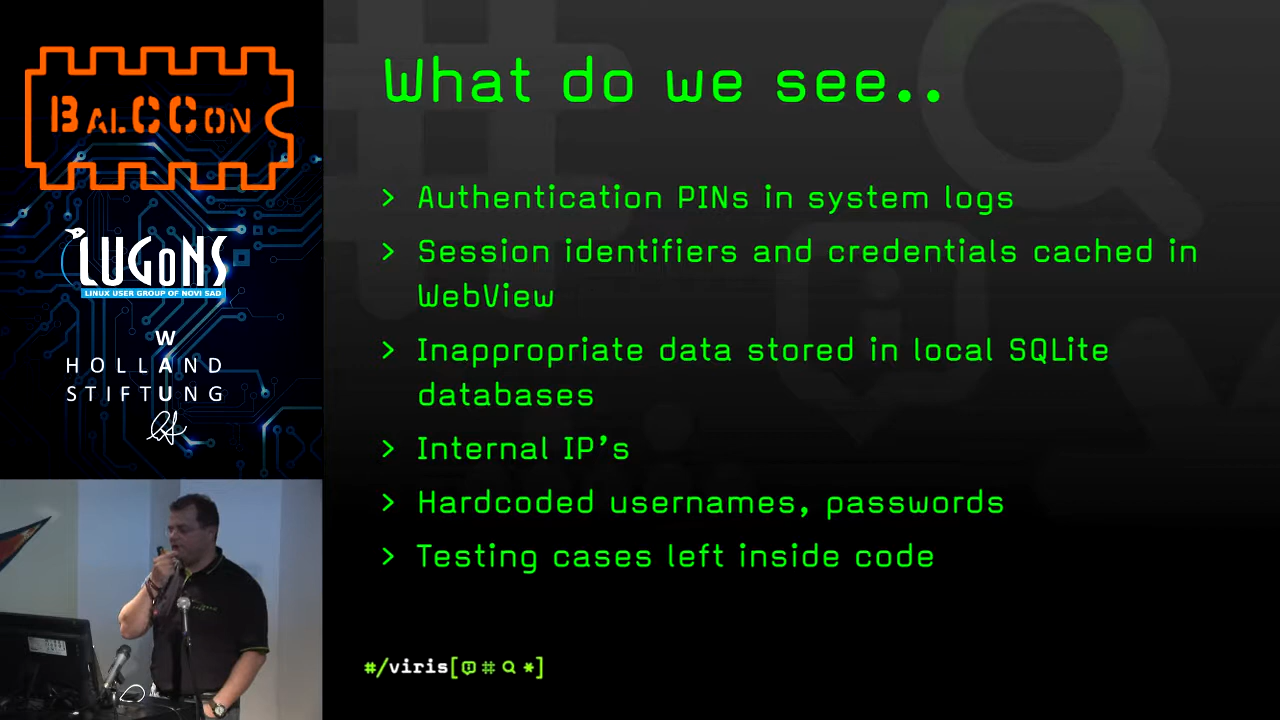 BALCCON
LUGoNS
LINUX USER GROUP OF NOVI SAD
W
HOLLAND
STIFTUNG
What do we see..
> Authentication PINs in system logs
> Session identifiers and credentials cached in
WebView
> Inappropriate data stored in local SQLite
databases
> Internal IP’s
> Hardcoded usernames, passwords
> Testing cases left inside code
#/viris[ # *]